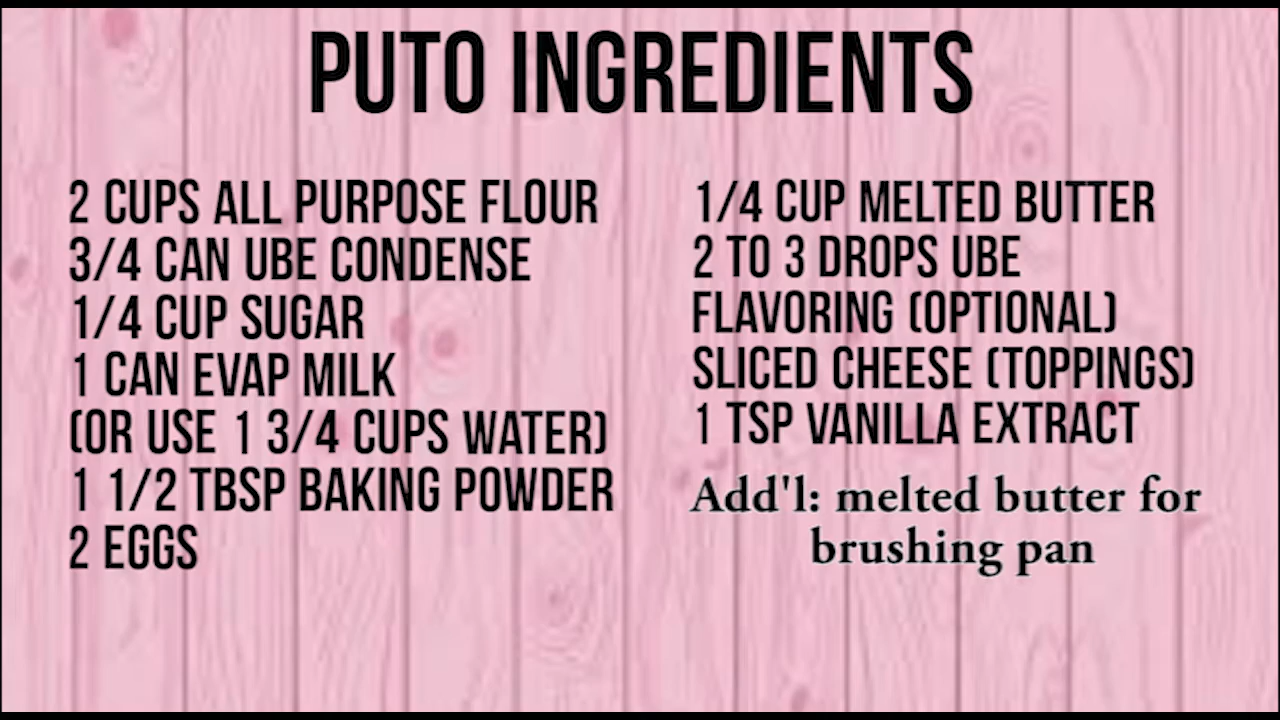 PUTO INGREDIENTS
2 CUPS ALL PURPOSE FLOUR
3/4 CAN UBE CONDENSE
1/4 CUP SUGAR
1 CAN EVAP MILK
(OR USE 1 3/4 CUPS WATER)
1 1/2 TBSP BAKING POWDER
2 EGGS
1/4 CUP MELTED BUTTER
2 TO 3 DROPS UBE
FLAVORING (OPTIONAL)
SLICED CHEESE (TOPPINGS)
1 TSP VANILLA EXTRACT
Add'l: melted butter for
brushing pan